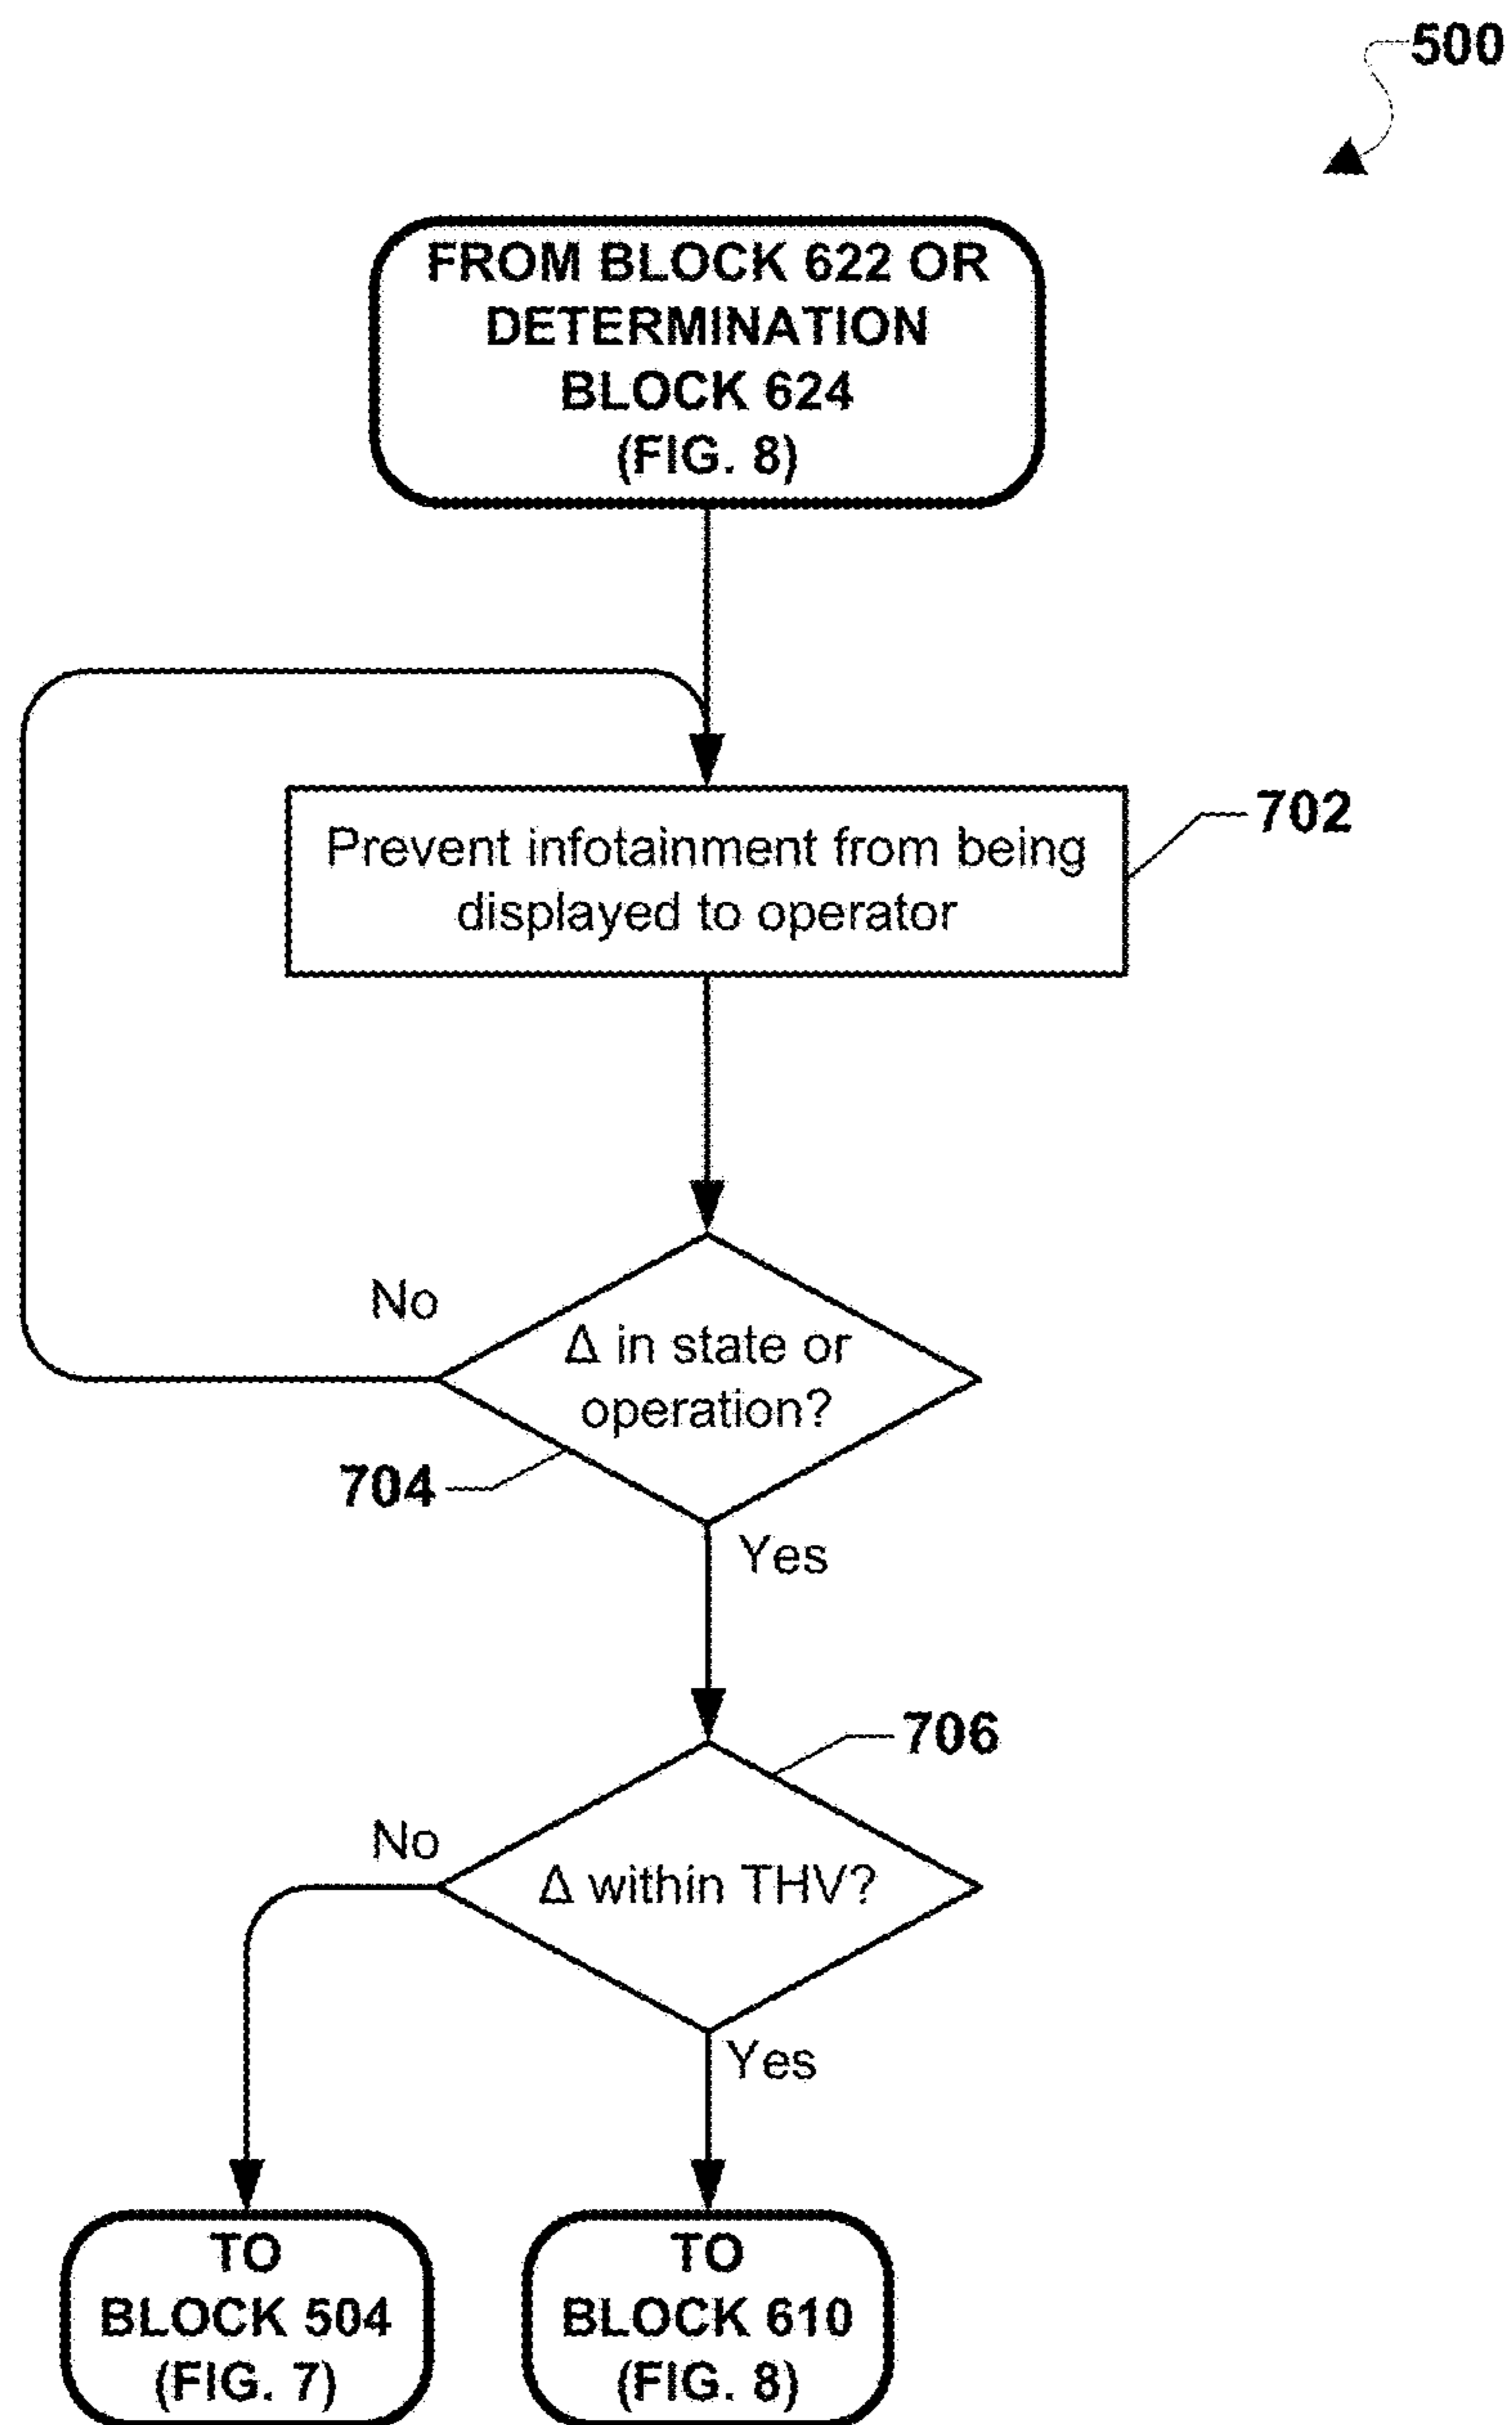 500
FROM BLOCK 622 OR
DETERMINATION
BLOCK 624
(FIG. 8)
Prevent infotainment from being
displayed to operator
702
No
Δ in state or
operation?
704
Yes
706
No
Δ within THV?
Yes
TO
BLOCK 504
(FIG. 7)
TO
BLOCK 610
(FIG. 8)